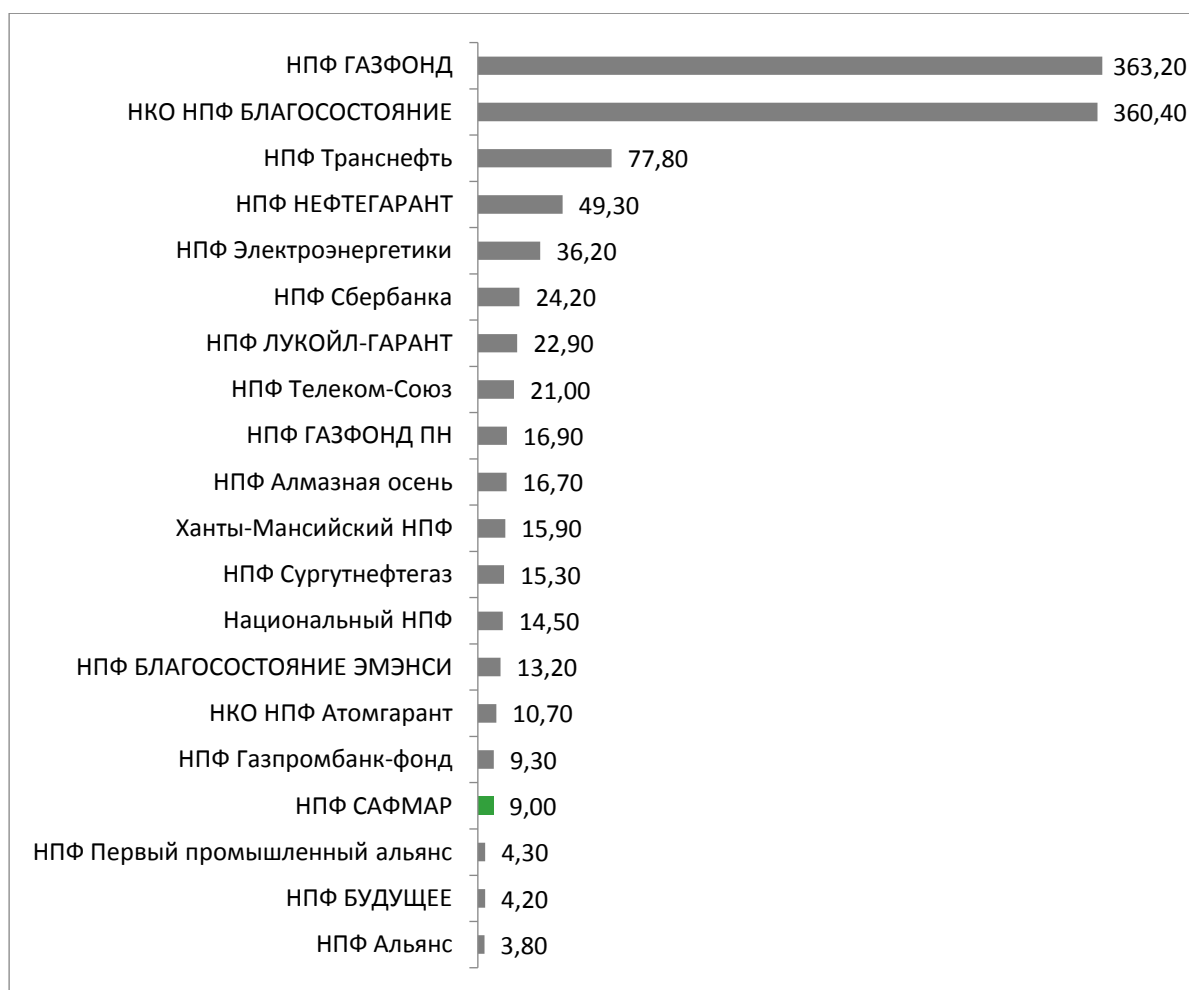 НПФ ГАЗФОНД 363,20
НКО НПФ БЛАГОСОСТОЯНИЕ 360,40
НПФ Транснефть 77,80
НПФ НЕФТЕГАРАНТ 49,30
НПФ Электроэнергетики 36,20
НПФ Сбербанка 24,20
НПФ ЛУКОЙЛ-ГАРАНТ 22,90
НПФ Телеком-Союз 21,00
НПФ ГАЗФОНД ПН 16,90
НПФ Алмазная осень 16,70
Ханты-Мансийский НПФ 15,90
НПФ Сургутнефтегаз 15,30
Национальный НПФ 14,50
НПФ БЛАГОСОСТОЯНИЕ ЭМЭНСИ 13,20
НКО НПФ Атомгарант 10,70
НПФ Газпромбанк-фонд 9,30
НПФ САФМАР 9,00
НПФ Первый промышленный альянс 4,30
НПФ БУДУЩЕЕ 4,20
НПФ Альянс 3,80